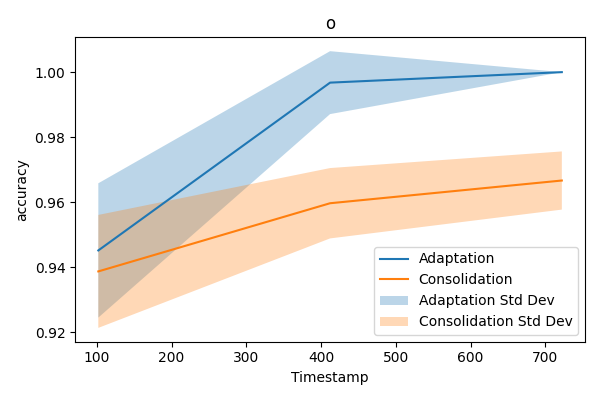 o
accuracy
1.00
0.98
0.96
0.94
0.92
Adaptation
Consolidation
Adaptation Std Dev
Consolidation Std Dev
100 200 300 400 500 600 700
Timestamp